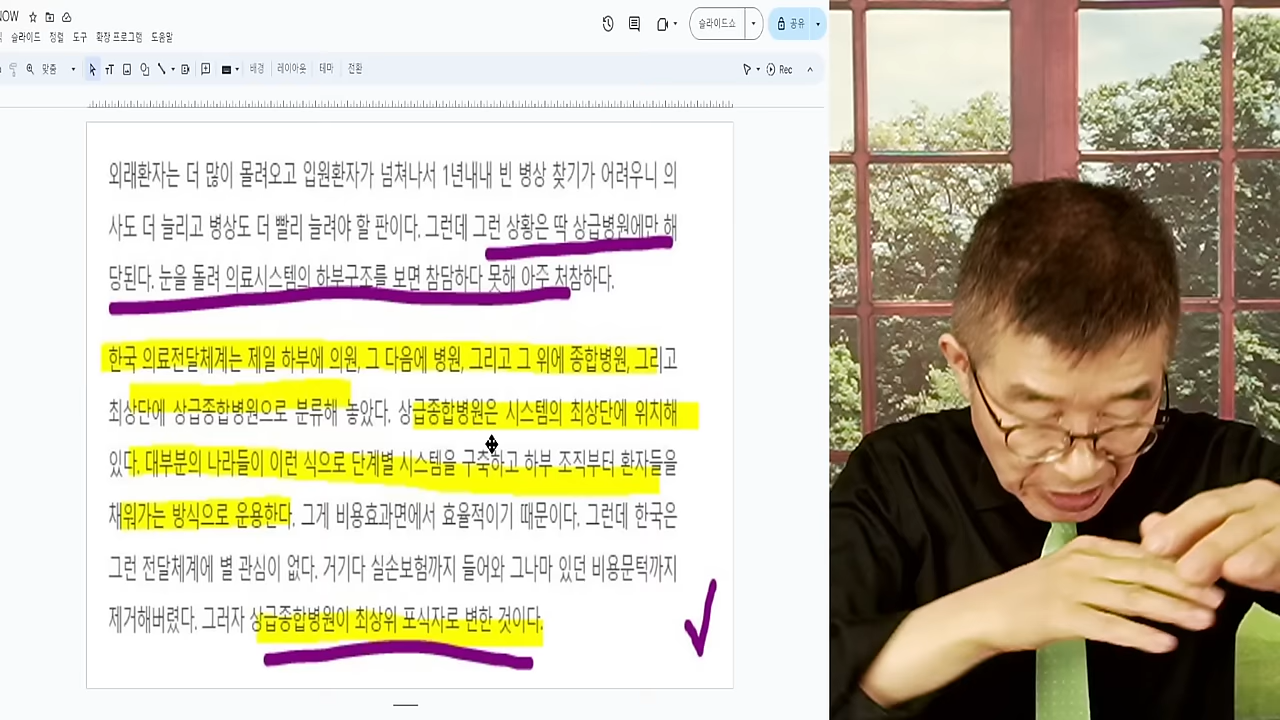 NOW
슬라이드 정렬 도구 확장 프로그램 도움말
슬라이드쇼
공유
맞춤
배경 레이아웃 테마 전환
Rec
외래환자는 더 많이 몰려오고 입원환자가 넘쳐나서 1년내내 빈 병상 찾기가 어려우니 의
사도 더 늘리고 병상도 더 빨리 늘려야 할 판이다. 그런데 그런 상황은 딱 상급병원에만 해
당된다. 눈을 돌려 의료시스템의 하부구조를 보면 참담하다 못해 아주 처참하다.
한국 의료전달체계는 제일 하부에 의원, 그 다음에 병원, 그리고 그 위에 종합병원, 그리고
최상단에 상급종합병원으로 분류해 놓았다. 상급종합병원은 시스템의 최상단에 위치해
있다. 대부분의 나라들이 이런 식으로 단계별 시스템을 구축하고 하부 조직부터 환자들을
채워가는 방식으로 운용한다. 그게 비용효과면에서 효율적이기 때문이다. 그런데 한국은
그런 전달체계에 별 관심이 없다. 거기다 실손보험까지 들어와 그나마 있던 비용문턱까지
제거해버렸다. 그러자 상급종합병원이 최상위 포식자로 변한 것이다.